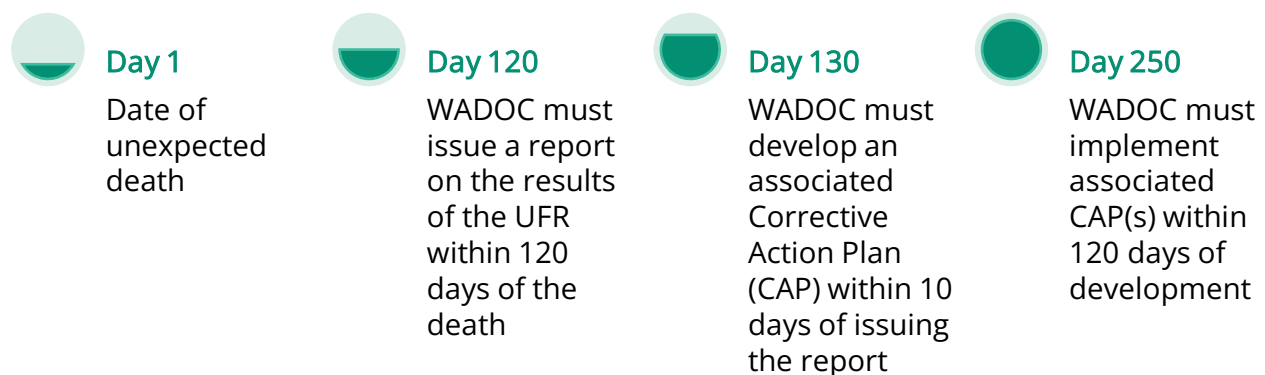 Day 1
Date of
unexpected
death
Day 120
WADOC must
issue a report
on the results
of the UFR
within 120
days of the
death
Day 130
WADOC must
develop an
associated
Corrective
Action Plan
(CAP) within 10
days of issuing
the report
Day 250
WADOC must
implement
associated
CAP(s) within
120 days of
development